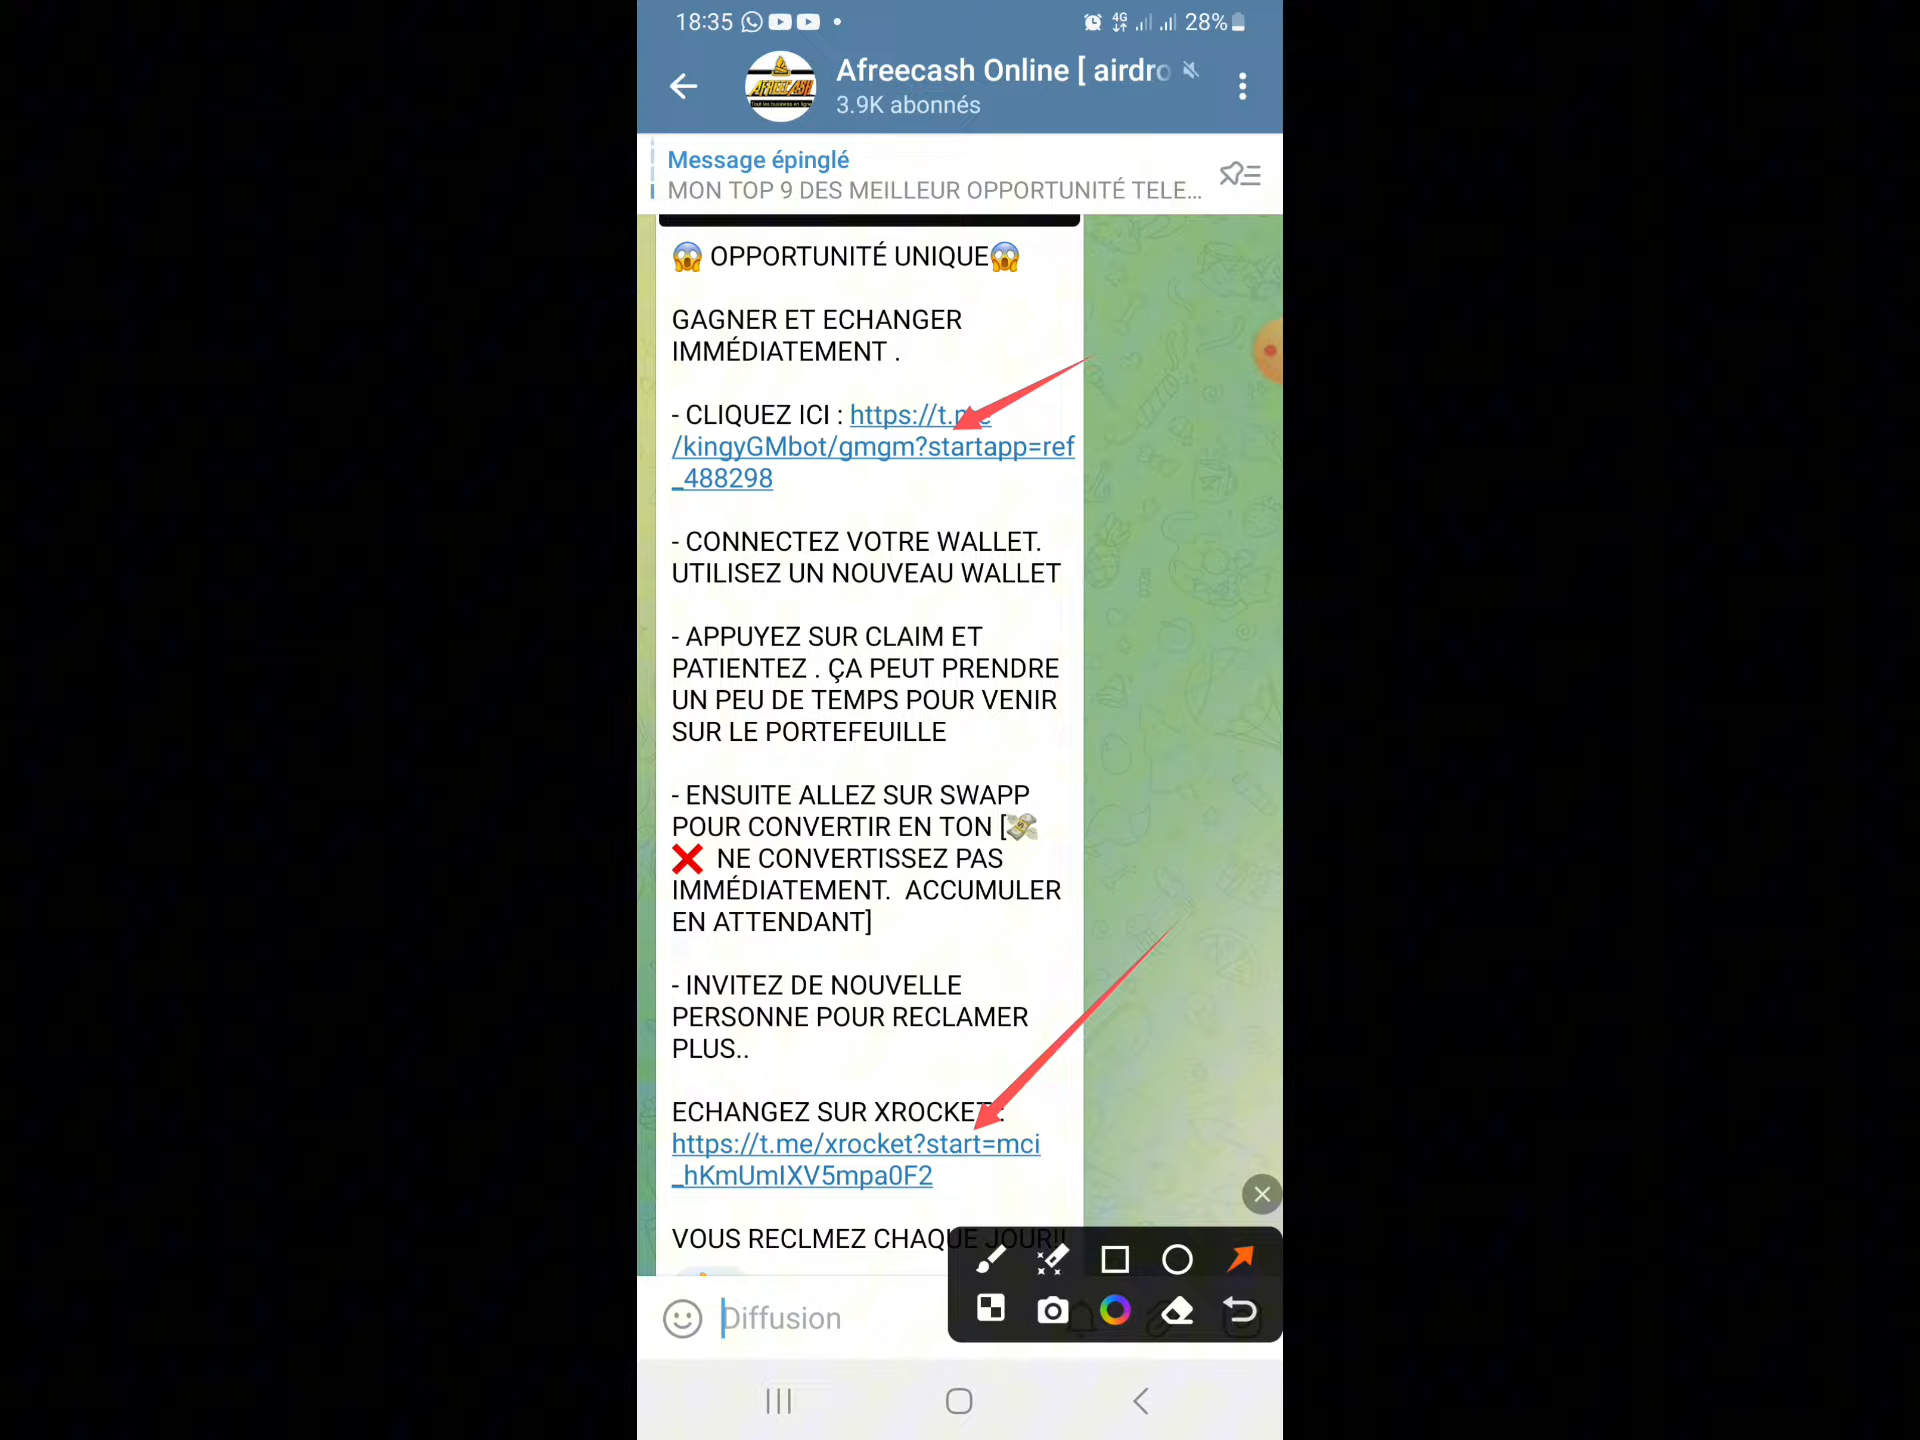 18:35
4G
28%
Afreecash Online [ airdro
3.9K abonnés
AFREECASH
Message épinglé
MON TOP 9 DES MEILLEUR OPPORTUNITÉ TELE...
😱 OPPORTUNITÉ UNIQUE😱
GAGNER ET ECHANGER
IMMÉDIATEMENT .
- CLIQUEZ ICI : https://t.me
/kingyGMbot/gmgm?startapp=ref
_488298
- CONNECTEZ VOTRE WALLET.
UTILISEZ UN NOUVEAU WALLET
- APPUYEZ SUR CLAIM ET
PATIENTEZ . ÇA PEUT PRENDRE
UN PEU DE TEMPS POUR VENIR
SUR LE PORTEFEUILLE
- ENSUITE ALLEZ SUR SWAPP
POUR CONVERTIR EN TON [💸
❌ NE CONVERTISSEZ PAS
IMMÉDIATEMENT.  ACCUMULER
EN ATTENDANT]
- INVITEZ DE NOUVELLE
PERSONNE POUR RECLAMER
PLUS..
ECHANGEZ SUR XROCKET :
https://t.me/xrocket?start=mci
_hKmUmIXV5mpa0F2
VOUS RECLMEZ CHAQUE JOUR!!
Diffusion